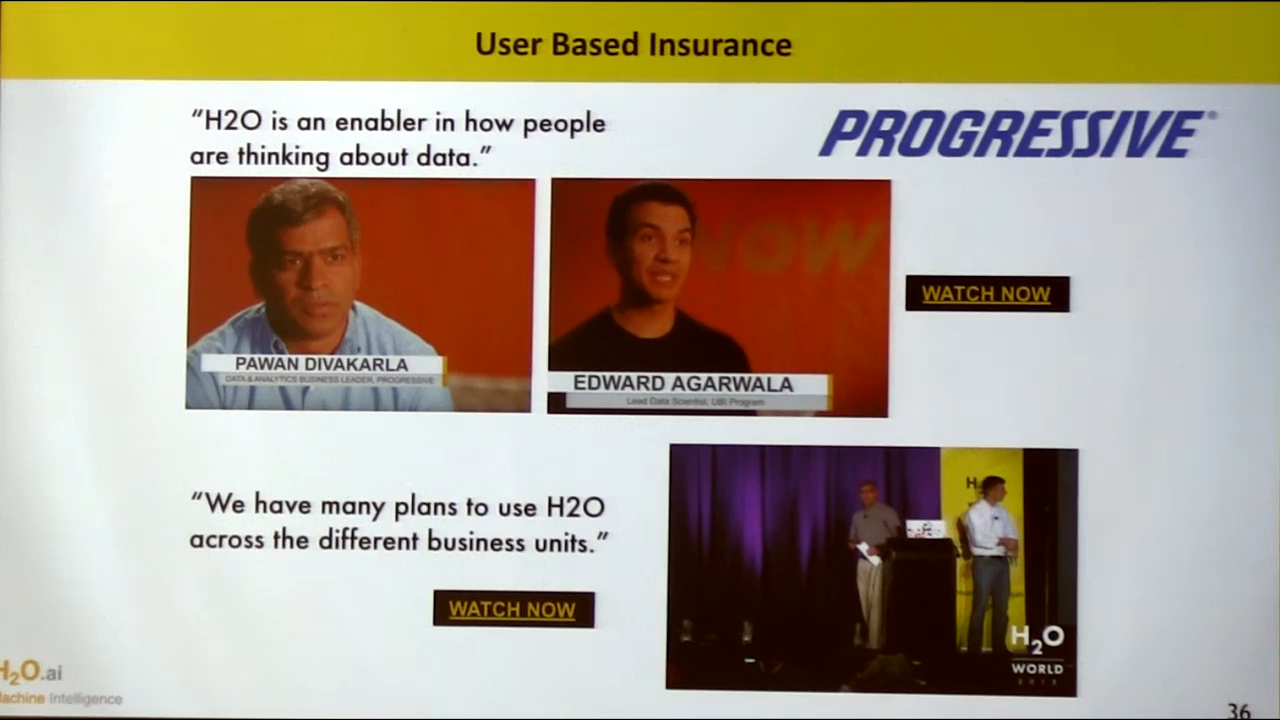 User Based Insurance
“H2O is an enabler in how people
are thinking about data.”
PROGRESSIVE®
NOW
PAWAN DIVAKARLA
DATA & ANALYTICS BUSINESS LEADER, PROGRESSIVE
EDWARD AGARWALA
Lead Data Scientist, UBI Program
WATCH NOW
“We have many plans to use H2O
across the different business units.”
WATCH NOW
H2O
WORLD
H2O.ai
Machine Intelligence
36